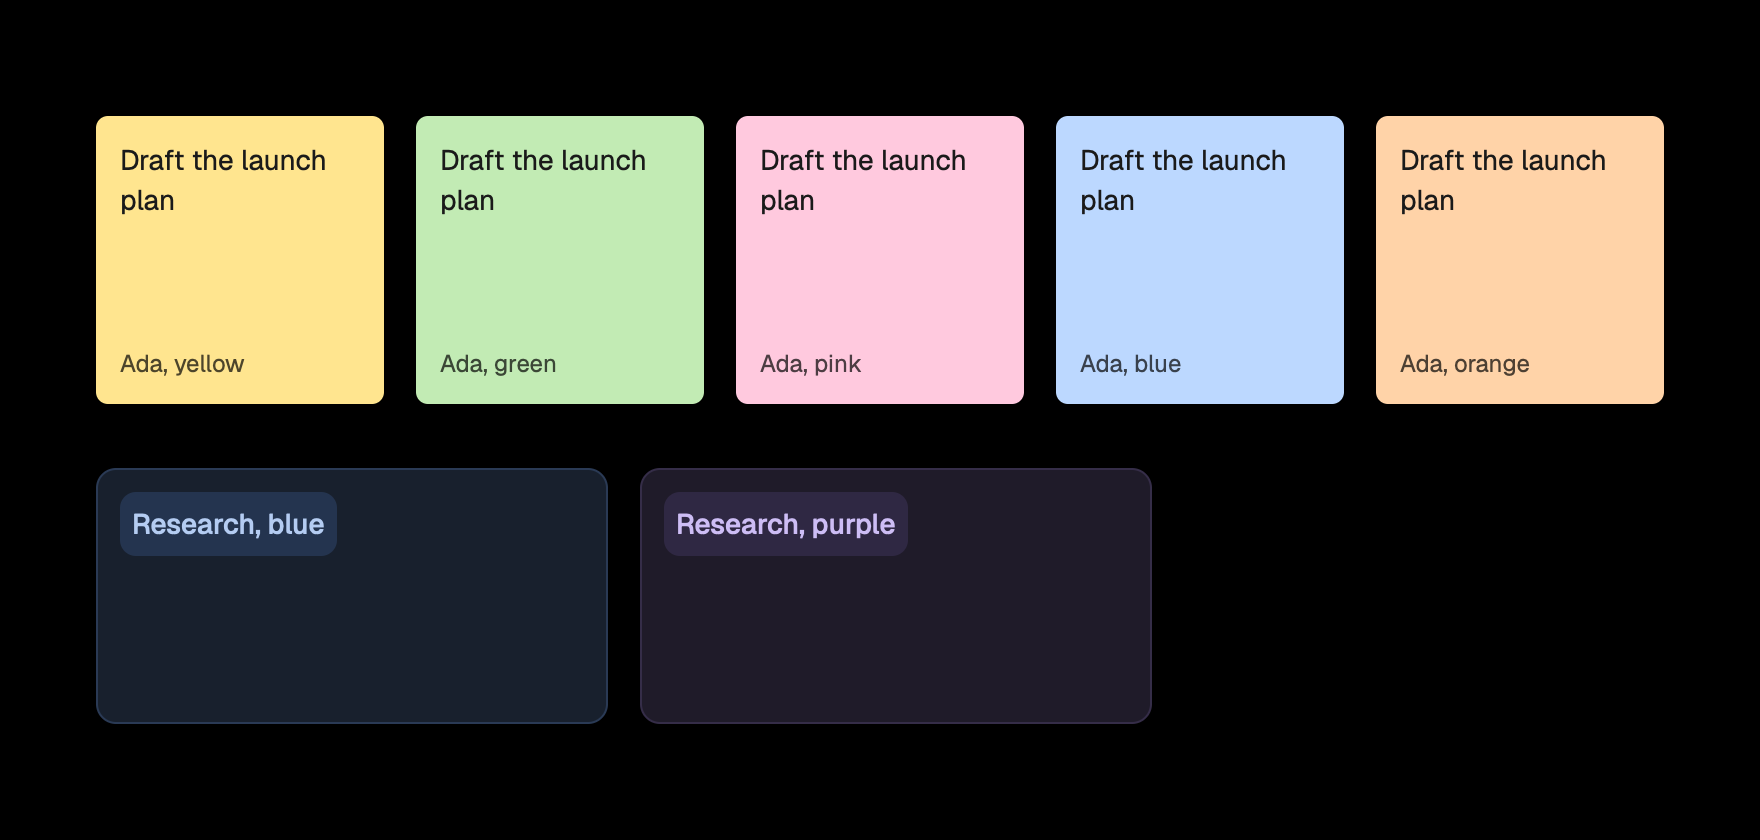 Draft the launch
plan
Ada, yellow
Draft the launch
plan
Ada, green
Draft the launch
plan
Ada, pink
Draft the launch
plan
Ada, blue
Draft the launch
plan
Ada, orange
Research, blue
Research, purple